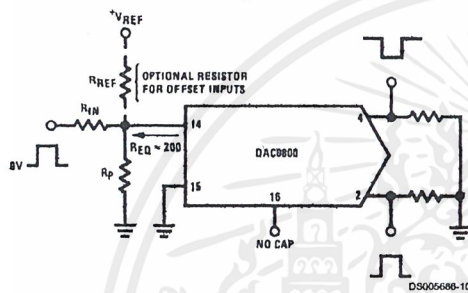 +VREF
RREF
OPTIONAL RESISTOR
FOR OFFSET INPUTS
RIN
14
REQ ≈ 200
0V
RP
15
DAC0800
16
NO CAP
4
2
DS005686-10